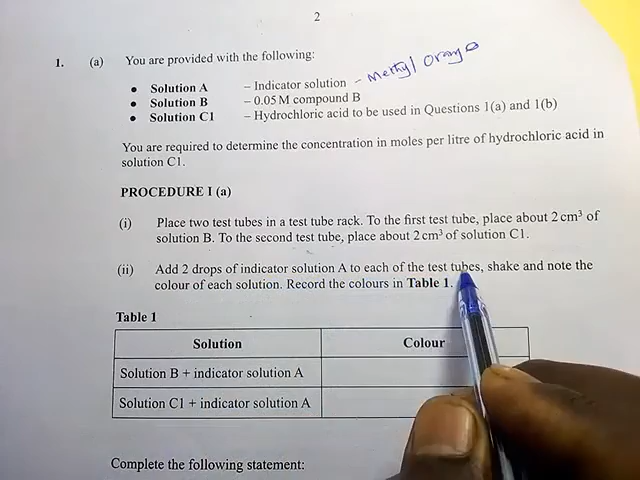 2
1. (a) You are provided with the following:
• Solution A – Indicator solution – Methyl Orange
• Solution B – 0.05 M compound B
• Solution C1 – Hydrochloric acid to be used in Questions 1(a) and 1(b)
You are required to determine the concentration in moles per litre of hydrochloric acid in
solution C1.
PROCEDURE I (a)
(i) Place two test tubes in a test tube rack. To the first test tube, place about 2 cm³ of
solution B. To the second test tube, place about 2 cm³ of solution C1.
(ii) Add 2 drops of indicator solution A to each of the test tubes, shake and note the
colour of each solution. Record the colours in Table 1.
Table 1
Solution Colour
Solution B + indicator solution A
Solution C1 + indicator solution A
Complete the following statement: